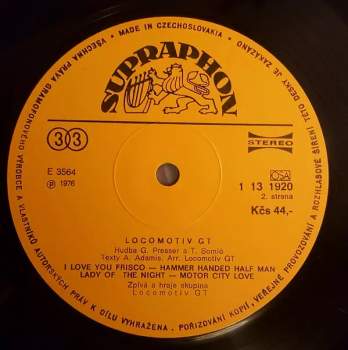 MADE IN CZECHOSLOVAKIA • VŠECHNA PRÁVA GRAMOFONOVÉHO VÝROBCE A VLASTNÍKŮ AUTORSKÝCH PRÁV K DÍLU VYHRAŽENA. POŘIZOVÁNÍ KOPIÍ, VEŘEJNÉ PROVOZOVÁNÍ A ROZHLASOVÉ ŠÍŘENÍ TÉTO DESKY JE ZAKÁZÁNO •
SUPRAPHON
33
STEREO
E 3564
℗ 1976
OSA
1 13 1920
2. strana
Kčs 44,-
LOCOMOTIV GT
Hudba G. Presser a T. Somló
Texty A. Adamis, Arr. Locomotiv GT
I LOVE YOU FRISCO — HAMMER HANDED HALF MAN
LADY OF THE NIGHT — MOTOR CITY LOVE
Zpívá a hraje skupina
Locomotiv GT